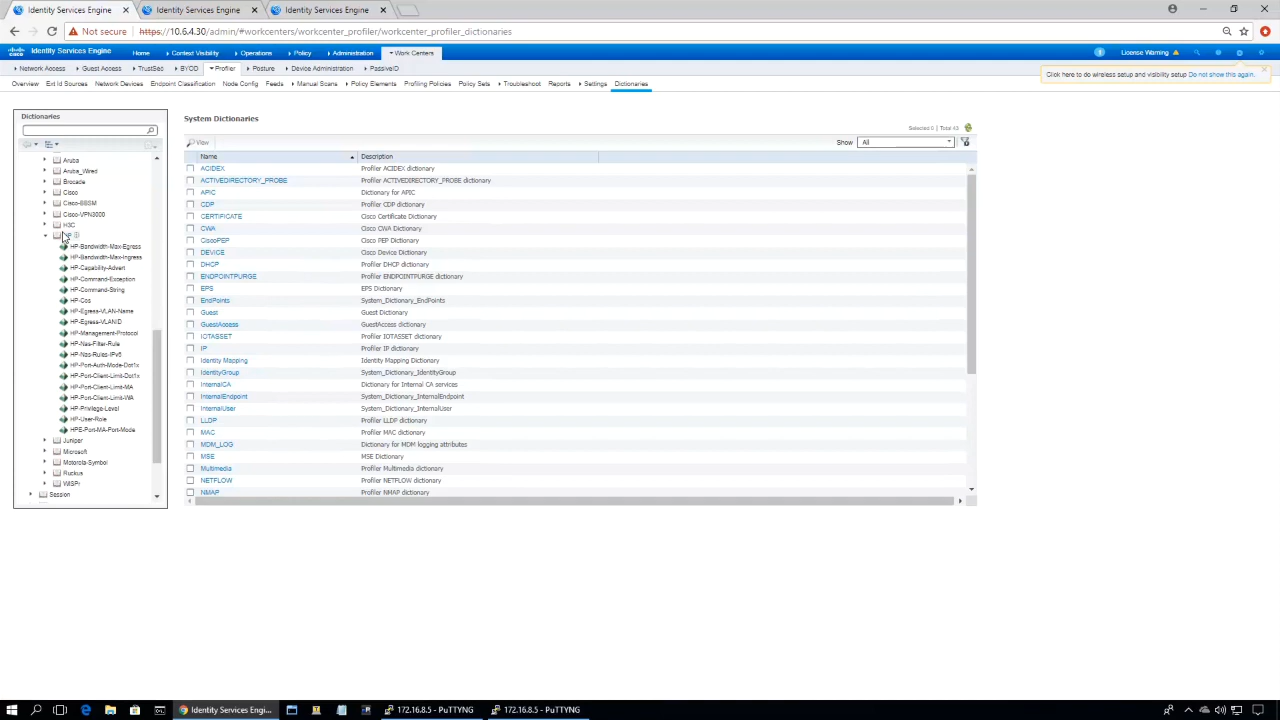 Identity Services Engine
Identity Services Engine
Identity Services Engine
Not secure
https://10.6.4.30/admin/#workcenters/workcenter_profiler/workcenter_profiler_dictionaries
cisco Identity Services Engine
Home
Context Visibility
Operations
Policy
Administration
Work Centers
License Warning
Network Access
Guest Access
TrustSec
BYOD
Profiler
Posture
Device Administration
PassiveID
Click here to do wireless setup and visibility setup Do not show this again.
Overview
Ext Id Sources
Network Devices
Endpoint Classification
Node Config
Feeds
Manual Scans
Policy Elements
Profiling Policies
Policy Sets
Troubleshoot
Reports
Settings
Dictionaries
Dictionaries
Aruba
Aruba_Wired
Brocade
Cisco
Cisco-BBSM
Cisco-VPN3000
H3C
HP
HP-Bandwidth-Max-Egress
HP-Bandwidth-Max-Ingress
HP-Capability-Advert
HP-Command-Exception
HP-Command-String
HP-Cos
HP-Egress-VLAN-Name
HP-Egress-VLANID
HP-Management-Protocol
HP-Nas-Filter-Rule
HP-Nas-Rules-IPv6
HP-Port-Auth-Mode-Dot1x
HP-Port-Client-Limit-Dot1x
HP-Port-Client-Limit-MA
HP-Port-Client-Limit-WA
HP-Privilege-Level
HP-User-Role
HPE-Port-MA-Port-Mode
Juniper
Microsoft
Motorola-Symbol
Ruckus
WISPr
Session
System Dictionaries
Selected 0 | Total 43
View
Show All
Name Description
ACIDEX Profiler ACIDEX dictionary
ACTIVEDIRECTORY_PROBE Profiler ACTIVEDIRECTORY_PROBE dictionary
APIC Dictionary for APIC
CDP Profiler CDP dictionary
CERTIFICATE Cisco Certificate Dictionary
CWA Cisco CWA Dictionary
CiscoPEP Cisco PEP Dictionary
DEVICE Cisco Device Dictionary
DHCP Profiler DHCP dictionary
ENDPOINTPURGE Profiler ENDPOINTPURGE dictionary
EPS EPS Dictionary
EndPoints System_Dictionary_EndPoints
Guest Guest Dictionary
GuestAccess GuestAccess dictionary
IOTASSET Profiler IOTASSET dictionary
IP Profiler IP dictionary
Identity Mapping Identity Mapping Dictionary
IdentityGroup System_Dictionary_IdentityGroup
InternalCA Dictionary for Internal CA services
InternalEndpoint System_Dictionary_InternalEndpoint
InternalUser System_Dictionary_InternalUser
LLDP Profiler LLDP dictionary
MAC Profiler MAC dictionary
MDM_LOG Dictionary for MDM logging attributes
MSE MSE Dictionary
Multimedia Profiler Multimedia dictionary
NETFLOW Profiler NETFLOW dictionary
NMAP Profiler NMAP dictionary
Identity Services Engi...
172.16.8.5 - PuTTYNG
172.16.8.5 - PuTTYNG